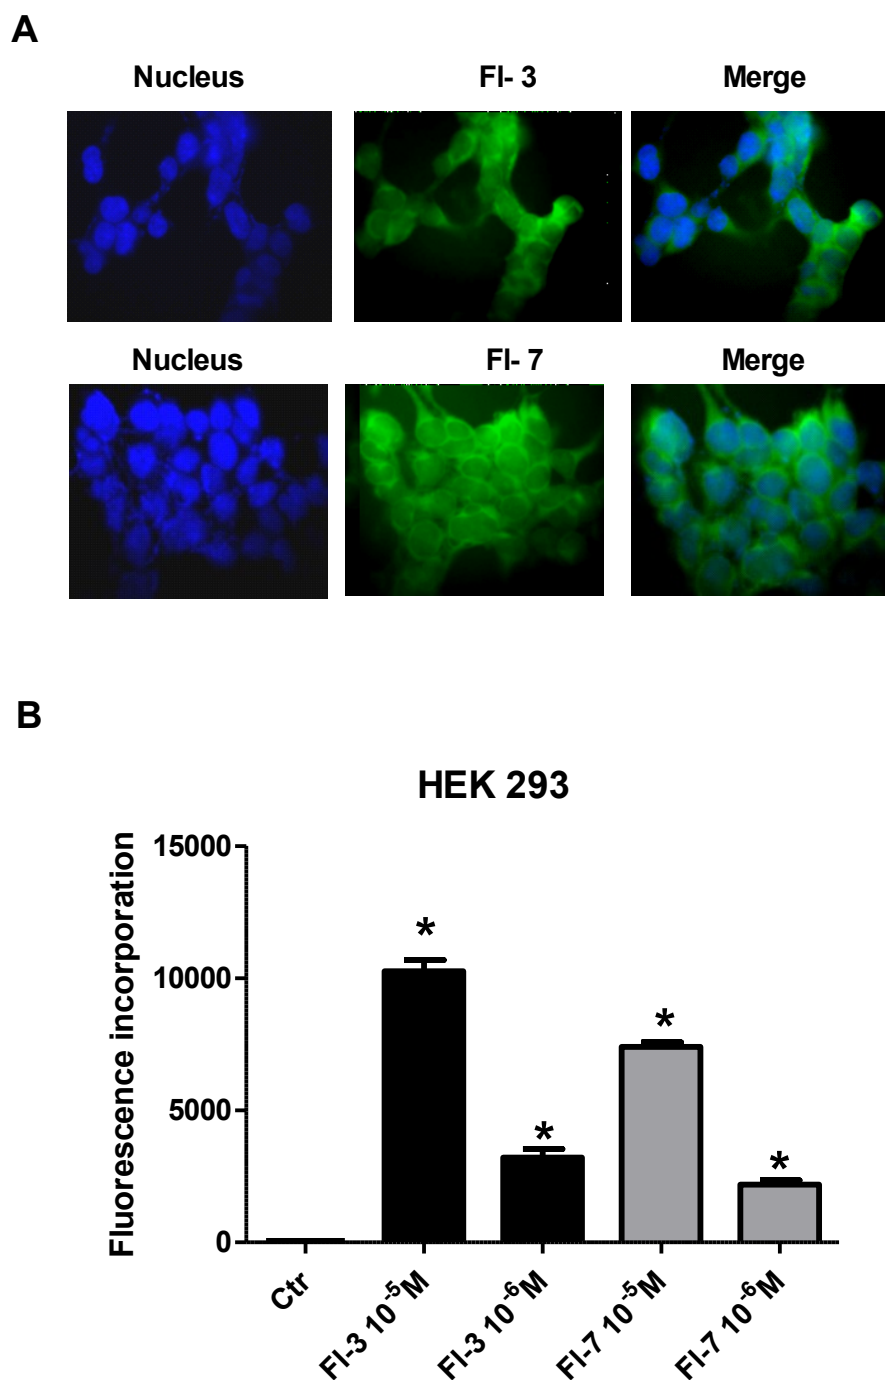 A
Nucleus Fl- 3 Merge
Nucleus Fl- 7 Merge
B
HEK 293
Fluorescence incorporation
15000
10000
5000
0
*
*
*
*
Ctr
Fl-3 10⁻⁵M
Fl-3 10⁻⁶M
Fl-7 10⁻⁵M
Fl-7 10⁻⁶M